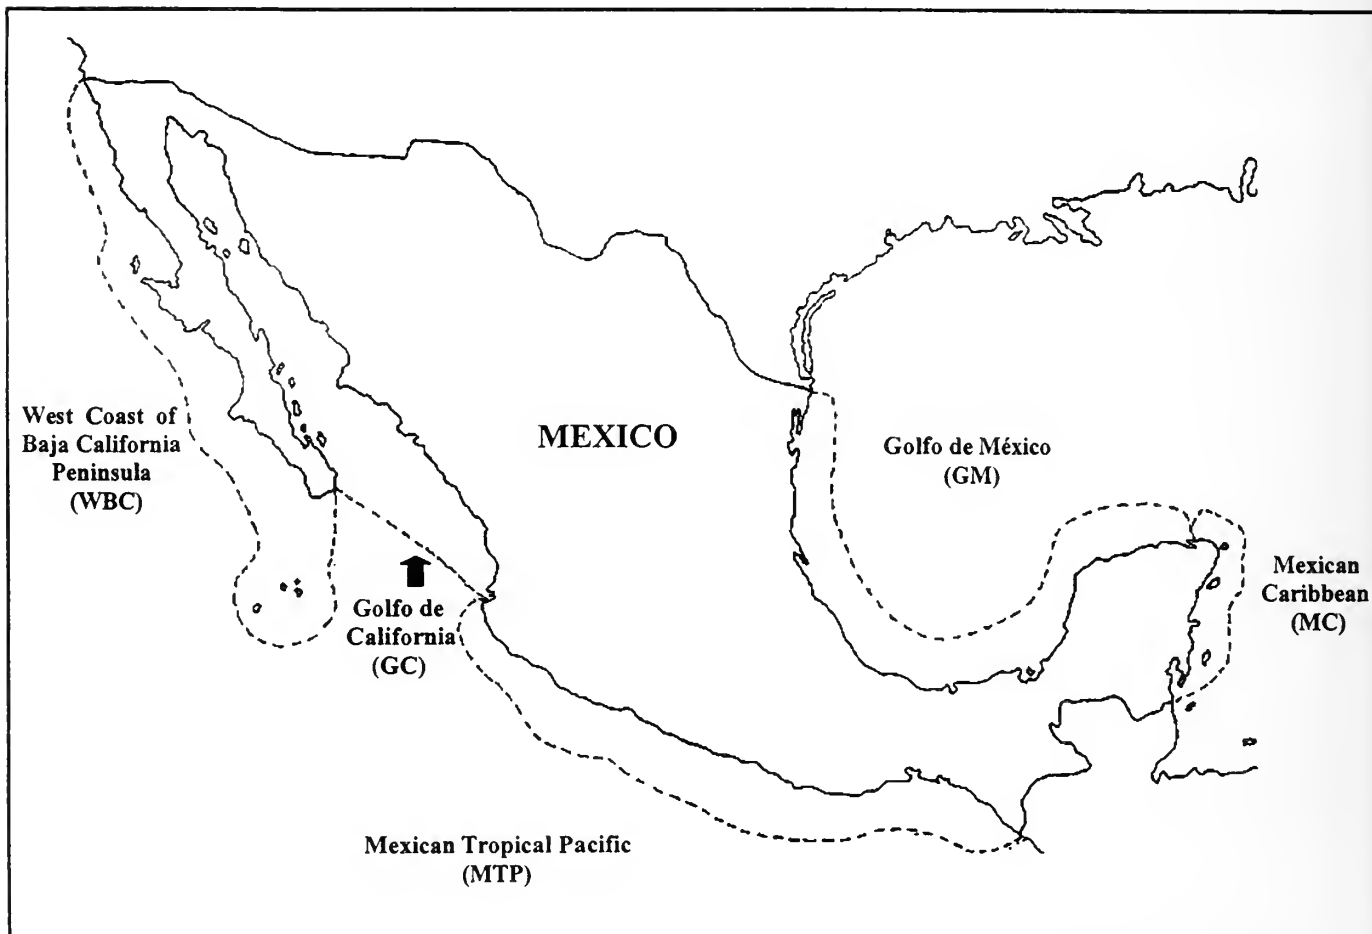 MEXICO
West Coast of
Baja California
Peninsula
(WBC)
Golfo de México
(GM)
Mexican
Caribbean
(MC)
Golfo de
California
(GC)
Mexican Tropical Pacific
(MTP)